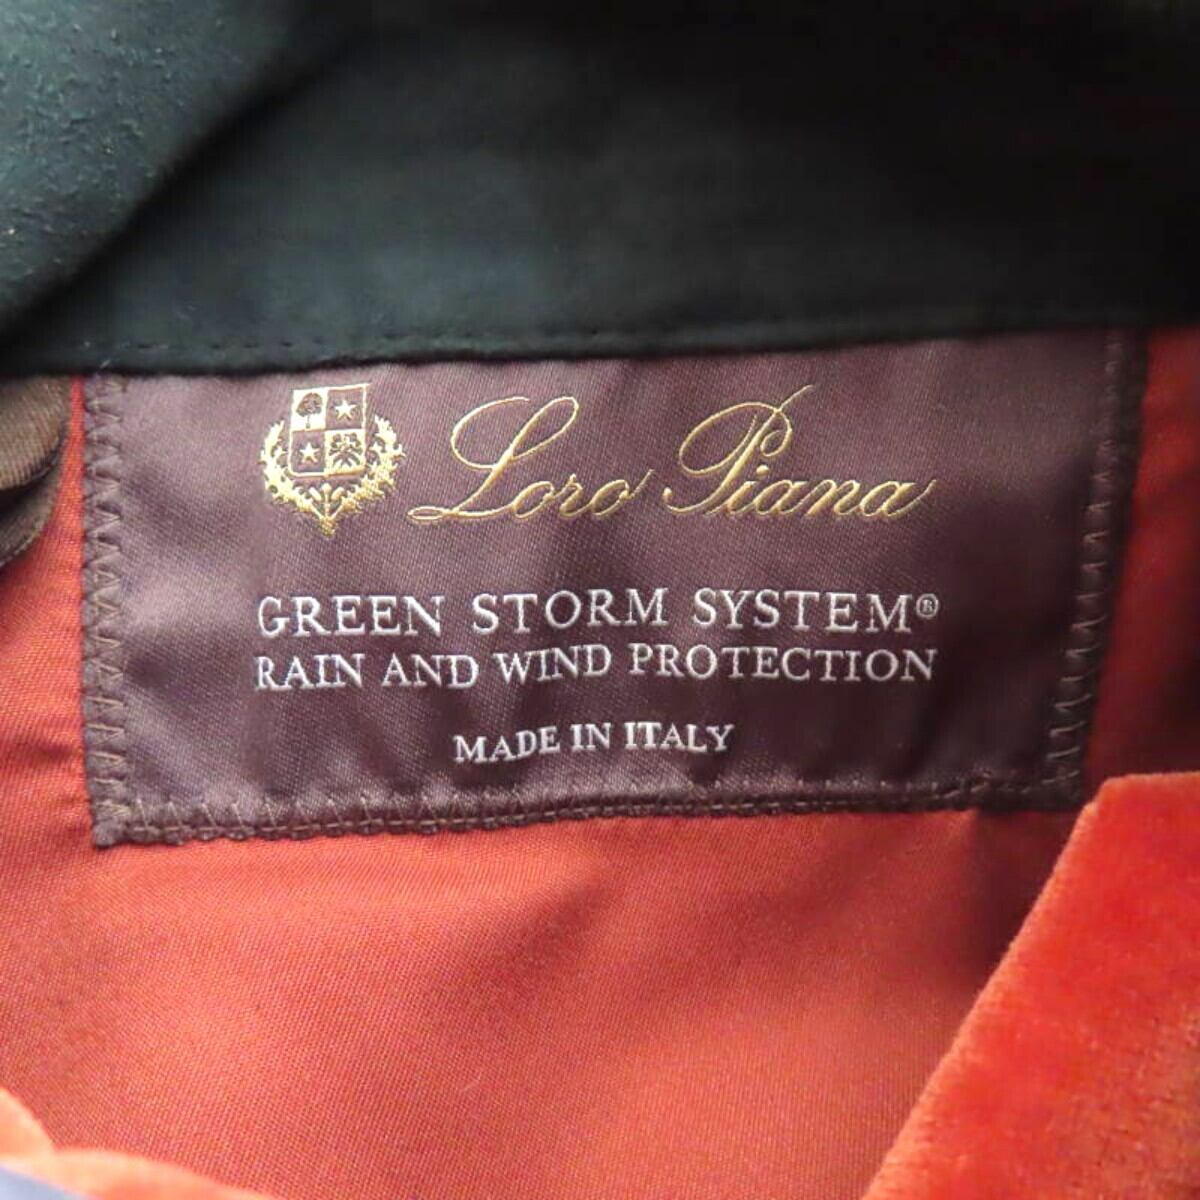 Loro Piana
GREEN STORM SYSTEM®
RAIN AND WIND PROTECTION
MADE IN ITALY